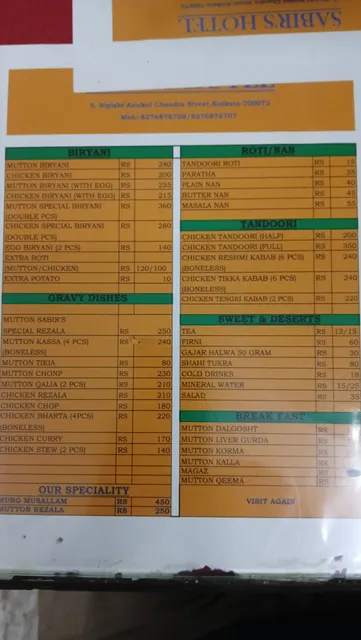 SABIR'S HOTEL
5, Biplabi Anukul Chandra Street, Kolkata-700072
Mob: 8276876708/8276876707
BIRYANI
MUTTON BIRYANI RS 240
CHICKEN BIRYANI RS 200
MUTTON BIRYANI (WITH EGG) RS 255
CHICKEN BIRYANI (WITH EGG) RS 215
MUTTON SPECIAL BIRYANI RS 360
(DOUBLE PCS)
CHICKEN SPECIAL BIRYANI RS 280
(DOUBLE PCS)
EGG BIRYANI (2 PCS) RS 140
EXTRA BOTI
(MUTTON/CHICKEN) RS 120/100
EXTRA POTATO RS 10
GRAVY DISHES
MUTTON SABIR'S
SPECIAL REZALA RS 250
MUTTON KASSA (4 PCS) RS 240
(BONELESS)
MUTTON TIKIA RS 80
MUTTON CHONP RS 230
MUTTON QALIA (2 PCS) RS 210
CHICKEN REZALA RS 210
CHICKEN CHOP RS 180
CHICKEN BHARTA (4PCS) RS 220
(BONELESS)
CHICKEN CURRY RS 170
CHICKEN STEW (2 PCS) RS 140
OUR SPECIALITY
MURG MUSALLAM RS 450
MUTTON REZALA RS 250
ROTI/NAN
TANDOORI ROTI RS 15
PARATHA RS 35
PLAIN NAN RS 40
BUTTER NAN RS 45
MASALA NAN RS 55
TANDOORI
CHICKEN TANDOORI (HALF) RS 200
CHICKEN TANDOORI (FULL) RS 350
CHICKEN RESHMI KABAB (6 PCS) RS 240
(BONELESS)
CHICKEN TIKKA KABAB (6 PCS) RS 240
(BONELESS)
CHICKEN TENGRI KABAB (2 PCS) RS 220
SWEET & DESERTS
TEA RS 13/15
FIRNI RS 60
GAJAR HALWA 50 GRAM RS 30
SHAHI TUKRA RS 80
COLD DRINKS RS 18
MINERAL WATER RS 15/25
SALAD RS 35
BREAK FAST
MUTTON DALGOSHT RS
MUTTON LIVER GURDA RS
MUTTON KORMA RS
MUTTON KALLA RS
MAGAZ RS
MUTTON QEEMA RS
VISIT AGAIN